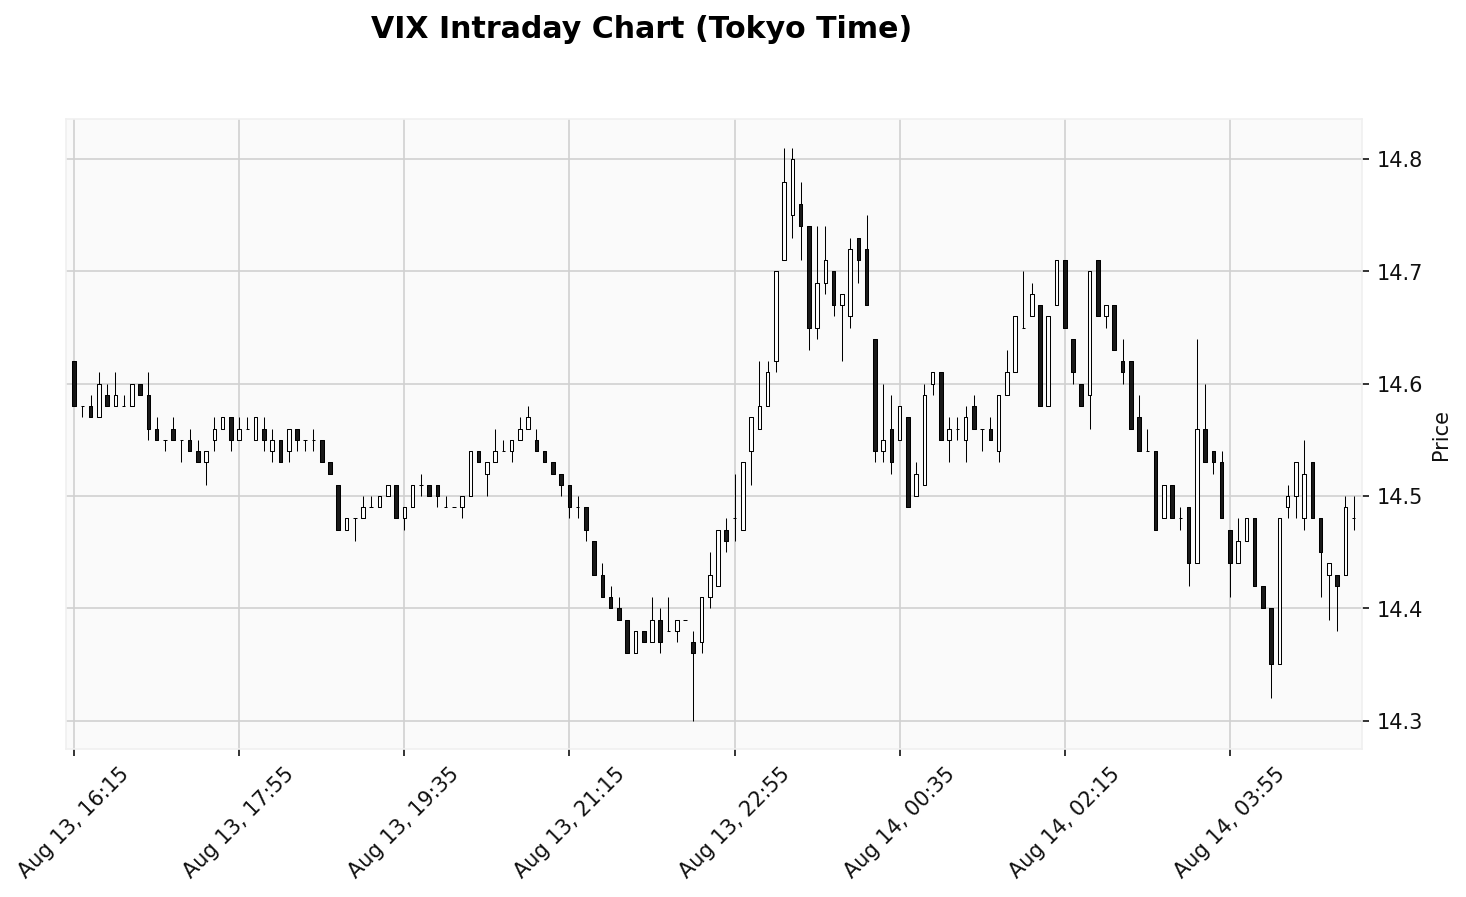 VIX Intraday Chart (Tokyo Time)
14.8
14.7
14.6
14.5
14.4
14.3
Price
Aug 13, 16:15
Aug 13, 17:55
Aug 13, 19:35
Aug 13, 21:15
Aug 13, 22:55
Aug 14, 00:35
Aug 14, 02:15
Aug 14, 03:55